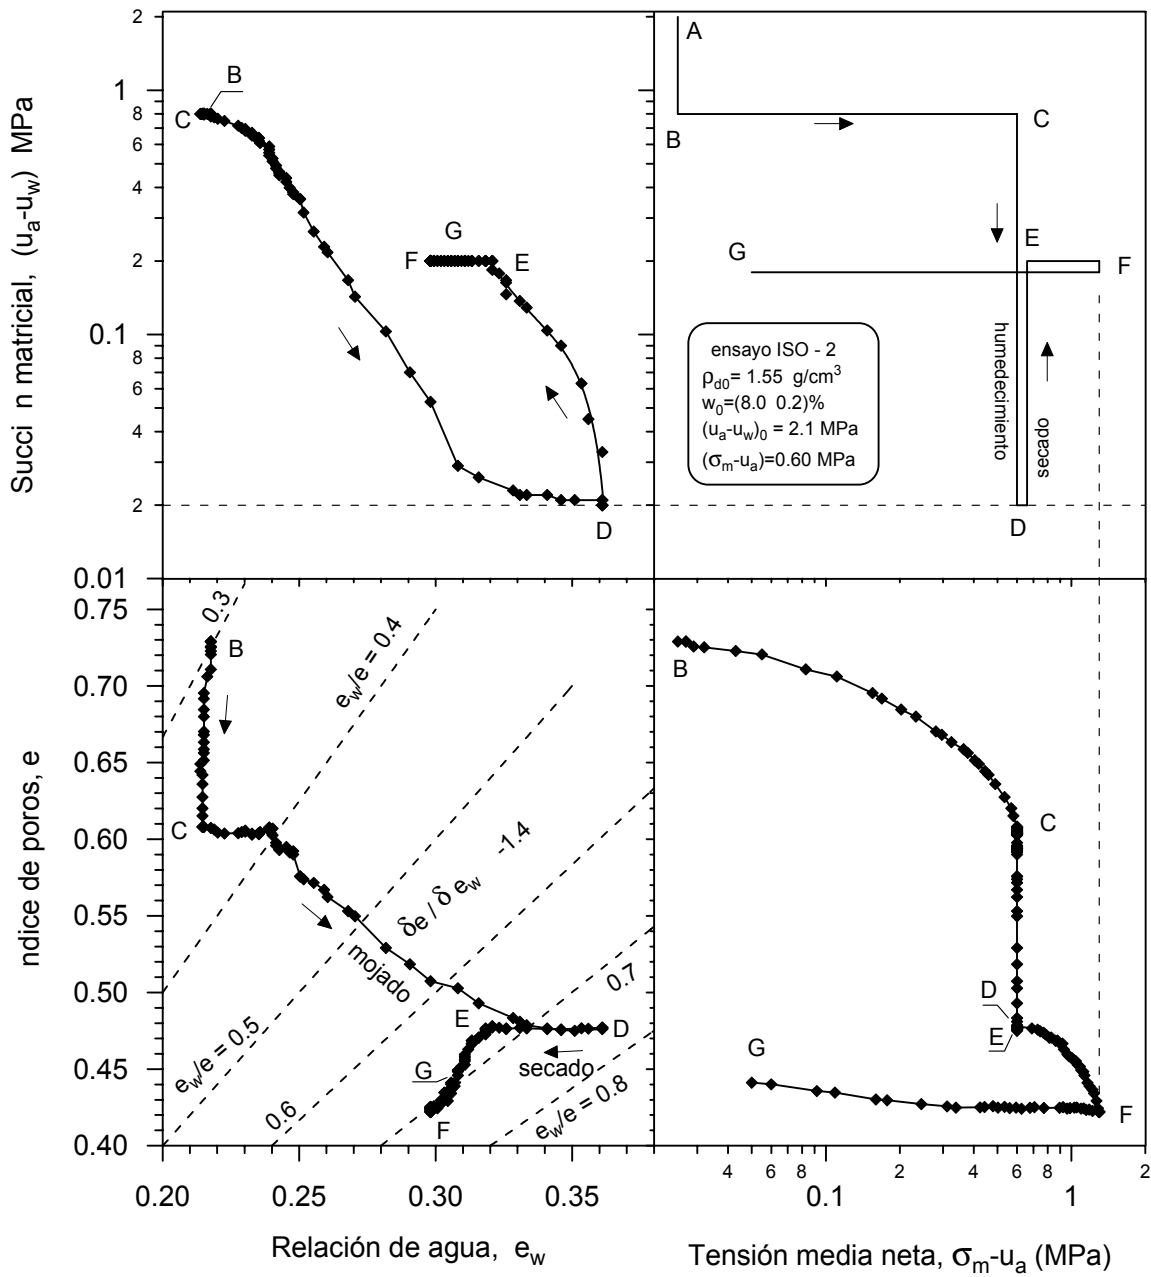 Succi n matricial, (ua-uw) MPa
2
1
8
6
4
2
0.1
8
6
4
2
0.01
B
C
G
F
E
D
A
B
C
E
G
F
D
humedecimiento
secado
ensayo ISO - 2
ρd0= 1.55 g/cm3
w0=(8.0 0.2)%
(ua-uw)0 = 2.1 MPa
(σm-ua)=0.60 MPa
ndice de poros, e
0.75
0.70
0.65
0.60
0.55
0.50
0.45
0.40
0.3
ew/e = 0.4
B
C
δe / δ ew -1.4
mojado
0.7
E
D
secado
G
F
ew/e = 0.5
0.6
ew/e = 0.8
B
C
D
E
G
F
0.20
0.25
0.30
0.35
4
6
8
0.1
2
4
6
8
1
2
Relación de agua, ew
Tensión media neta, σm-ua (MPa)